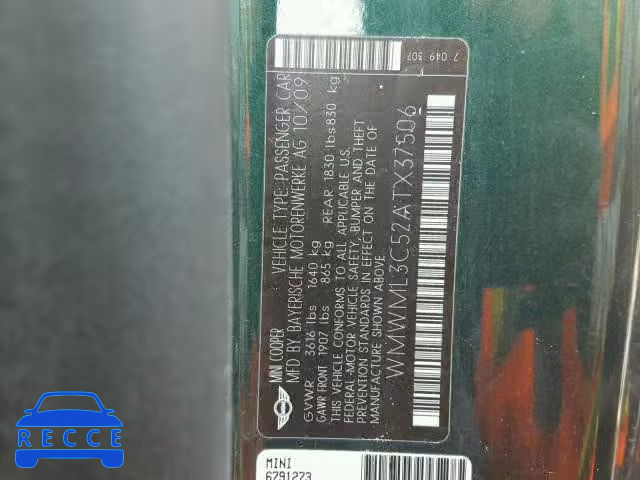 7 049 307
MINI COOPER VEHICLE TYPE: PASSENGER CAR
MFD BY BAYERISCHE MOTORENWERKE AG 10/09
GVWR 3616 lbs 1640 kg
GAWR FRONT 1907 lbs 865 kg REAR 1830 lbs 830 kg
THIS VEHICLE CONFORMS TO ALL APPLICABLE U.S.
FEDERAL-MOTOR VEHICLE SAFETY, BUMPER AND THEFT
PREVENTION STANDARDS IN EFFECT ON THE DATE OF
MANUFACTURE SHOWN ABOVE.
WMWML3C52ATX37506
MINI
6791273
RECCE